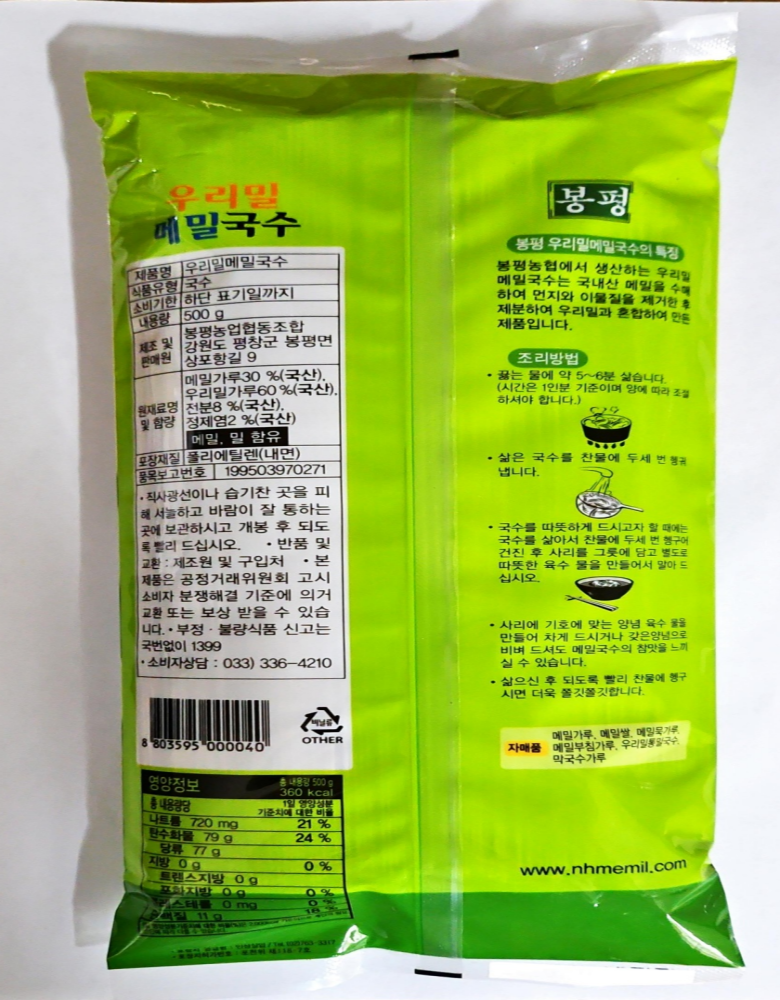 우리밀
메밀국수
제품명 우리밀메밀국수
식품유형 국수
소비기한 하단 표기일까지
내용량 500 g
제조 및 판매원
봉평농업협동조합
강원도 평창군 봉평면
상포항길 9
원재료명 및 함량
메밀가루30 %(국산),
우리밀가루60 %(국산),
전분8 %(국산),
정제염2 %(국산)
메밀, 밀 함유
포장재질 폴리에틸렌(내면)
품목보고번호 199503970271
• 직사광선이나 습기찬 곳을 피
해 서늘하고 바람이 잘 통하는
곳에 보관하시고 개봉 후 되도
록 빨리 드십시오. • 반품 및
교환 : 제조원 및 구입처 • 본
제품은 공정거래위원회 고시
소비자 분쟁해결 기준에 의거
교환 또는 보상 받을 수 있습
니다. • 부정 · 불량식품 신고는
국번없이 1399
• 소비자상담 : 033) 336-4210
8 803595 000040
비닐류
OTHER
영양정보
총 내용량 500 g
360 kcal
총 내용량당
1일 영양성분
기준치에 대한 비율
나트륨 720 mg 21 %
탄수화물 79 g 24 %
당류 77 g
지방 0 g 0 %
트랜스지방 0 g
포화지방 0 g 0 %
0 mg 0 %
11 g 18 %
봉평
봉평 우리밀메밀국수의 특징
봉평농협에서 생산하는 우리밀
메밀국수는 국내산 메밀을 수매
하여 먼지와 이물질을 제거한 후
제분하여 우리밀과 혼합하여 만든
제품입니다.
조리방법
• 끓는 물에 약 5~6분 삶습니다.
(시간은 1인분 기준이며 양에 따라 조절
하셔야 합니다.)
• 삶은 국수를 찬물에 두세 번 헹궈
냅니다.
• 국수를 따뜻하게 드시고자 할 때에는
국수를 삶아서 찬물에 두세 번 헹구어
건진 후 사리를 그릇에 담고 별도로
따뜻한 육수 물을 만들어서 말아 드
십시오.
• 사리에 기호에 맞는 양념 육수 물을
만들어 차게 드시거나 갖은양념으로
비벼 드셔도 메밀국수의 참맛을 느끼
실 수 있습니다.
• 삶으신 후 되도록 빨리 찬물에 헹구
시면 더욱 쫄깃쫄깃합니다.
자매품
메밀가루, 메밀쌀, 메밀묵가루,
메밀부침가루, 우리밀통밀국수,
막국수가루
www.nhmemil.com